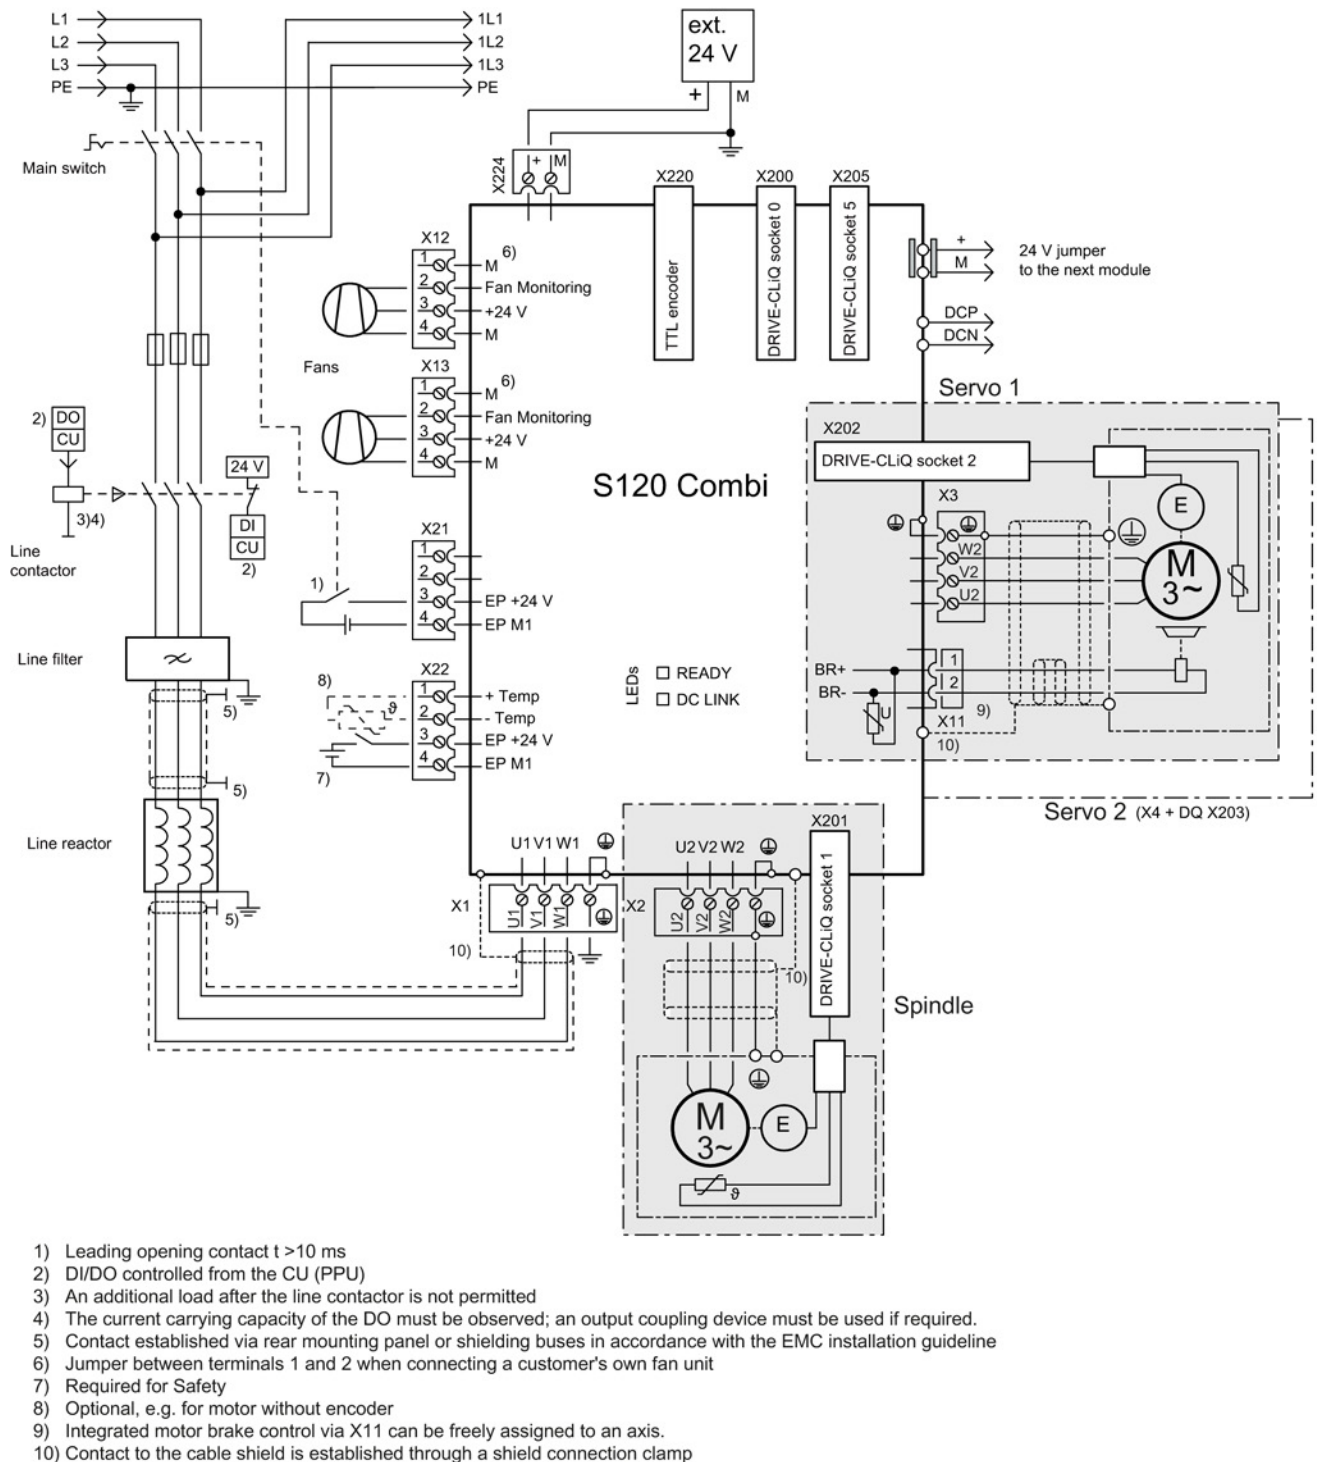 L1
L2
L3
PE
1L1
1L2
1L3
PE
Main switch
ext.
24 V
+
M
X224
+ M
X220
TTL encoder
X200
DRIVE-CLiQ socket 0
X205
DRIVE-CLiQ socket 5
+
M
24 V jumper
to the next module
DCP
DCN
X12
6)
1 M
2 Fan Monitoring
3 +24 V
4 M
Fans
X13
6)
1 M
2 Fan Monitoring
3 +24 V
4 M
S120 Combi
2) DO
CU
24 V
DI
CU
2)
3)4)
Line
contactor
X21
1
2
1)
3 EP +24 V
4 EP M1
Line filter
5)
5)
X22
8)
1 + Temp
ϑ
2 - Temp
3 EP +24 V
4 EP M1
7)
LEDs
READY
DC LINK
Servo 1
X202
DRIVE-CLiQ socket 2
X3
W2
V2
U2
E
M
3~
BR+
BR-
1
2
U
X11
9)
10)
Servo 2 (X4 + DQ X203)
Line reactor
5)
U1 V1 W1
X1
U1
V1
W1
10)
U2 V2 W2
X2
U2
V2
W2
10)
X201
DRIVE-CLiQ socket 1
Spindle
M
3~
E
ϑ
1) Leading opening contact t >10 ms
2) DI/DO controlled from the CU (PPU)
3) An additional load after the line contactor is not permitted
4) The current carrying capacity of the DO must be observed; an output coupling device must be used if required.
5) Contact established via rear mounting panel or shielding buses in accordance with the EMC installation guideline
6) Jumper between terminals 1 and 2 when connecting a customer's own fan unit
7) Required for Safety
8) Optional, e.g. for motor without encoder
9) Integrated motor brake control via X11 can be freely assigned to an axis.
10) Contact to the cable shield is established through a shield connection clamp